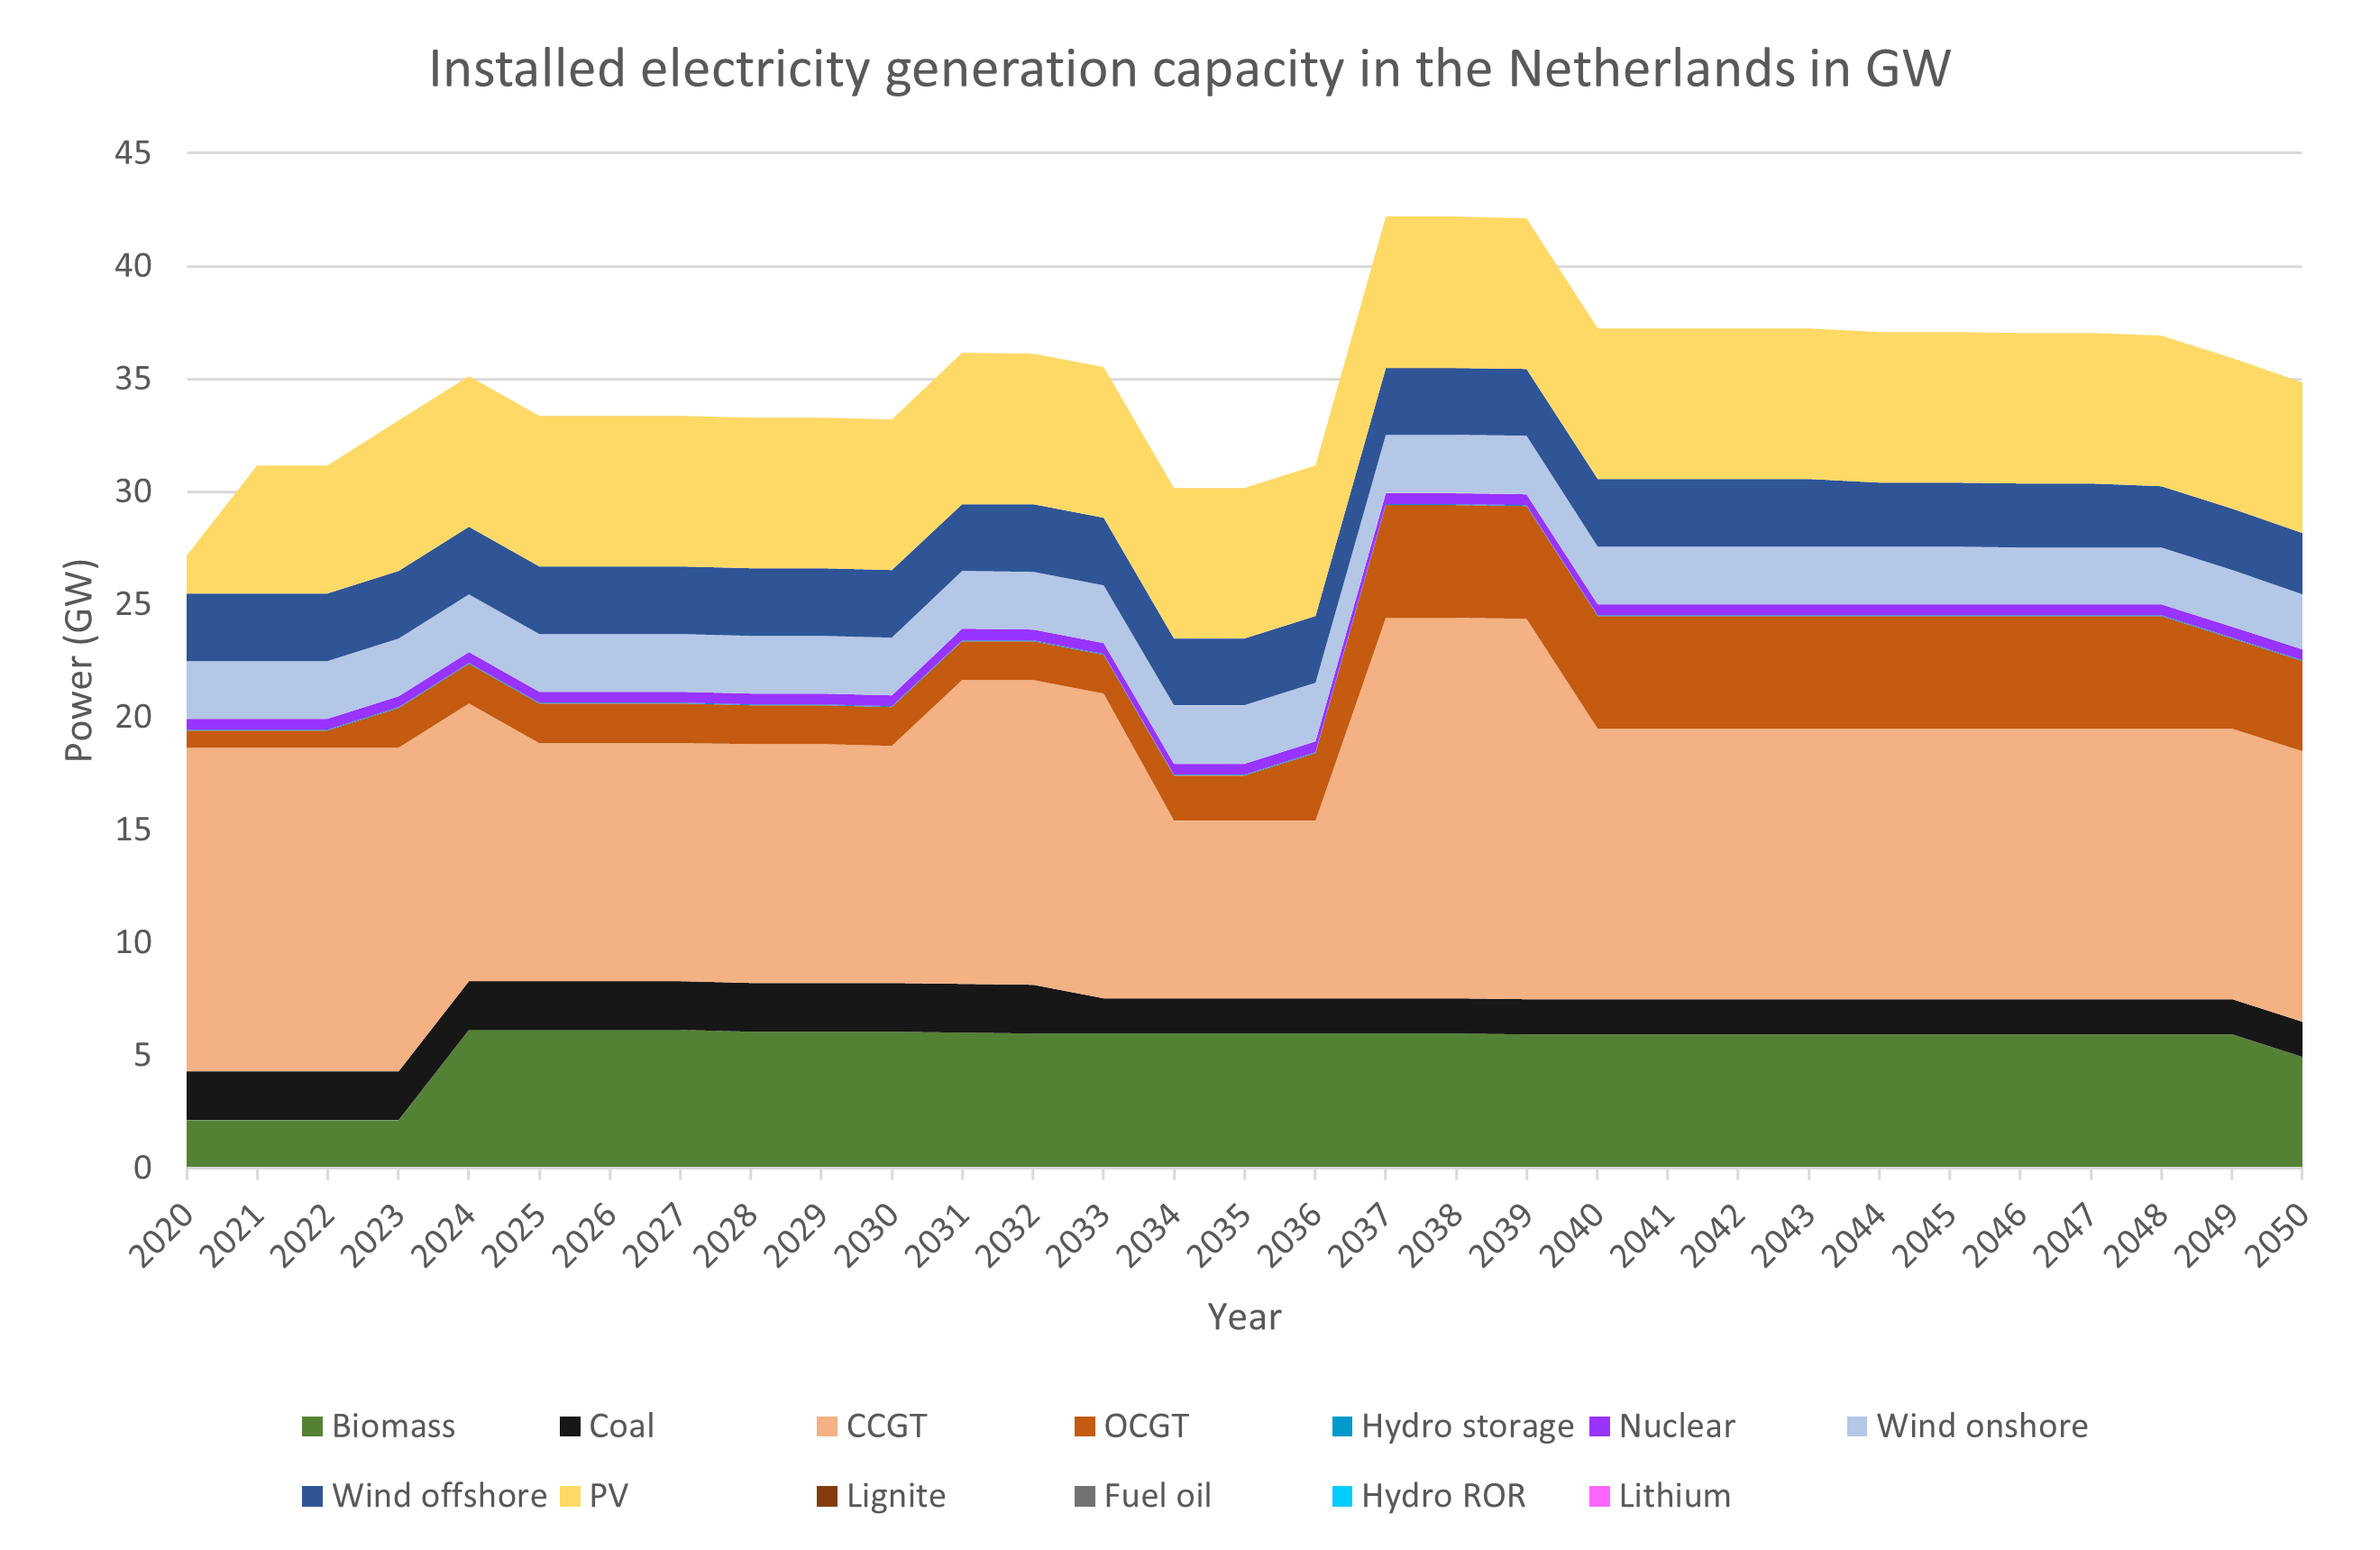 Installed electricity generation capacity in the Netherlands in GW
45
40
35
30
25
20
15
10
5
0
Power (GW)
2020 2021 2022 2023 2024 2025 2026 2027 2028 2029 2030 2031 2032 2033 2034 2035 2036 2037 2038 2039 2040 2041 2042 2043 2044 2045 2046 2047 2048 2049 2050
Year
Biomass Coal CCGT OCGT Hydro storage Nuclear Wind onshore
Wind offshore PV Lignite Fuel oil Hydro ROR Lithium